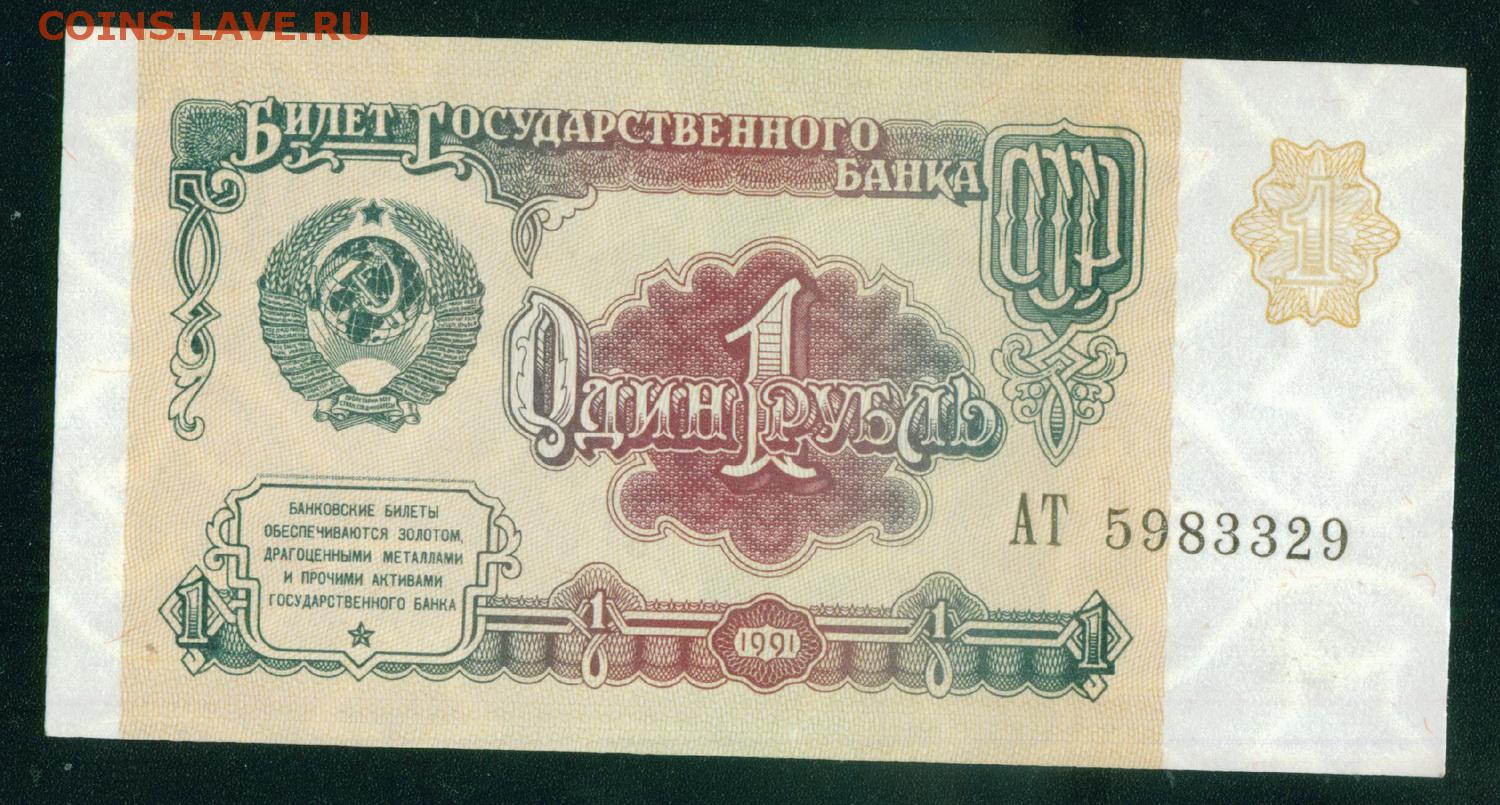 COINS.LAVE.RU
БИЛЕТ ГОСУДАРСТВЕННОГО
БАНКА
СССР
1
1
ОДИН РУБЛЬ
АТ 5983329
БАНКОВСКИЕ БИЛЕТЫ
ОБЕСПЕЧИВАЮТСЯ ЗОЛОТОМ,
ДРАГОЦЕННЫМИ МЕТАЛЛАМИ
И ПРОЧИМИ АКТИВАМИ
ГОСУДАРСТВЕННОГО БАНКА
1 1 1991 1 1